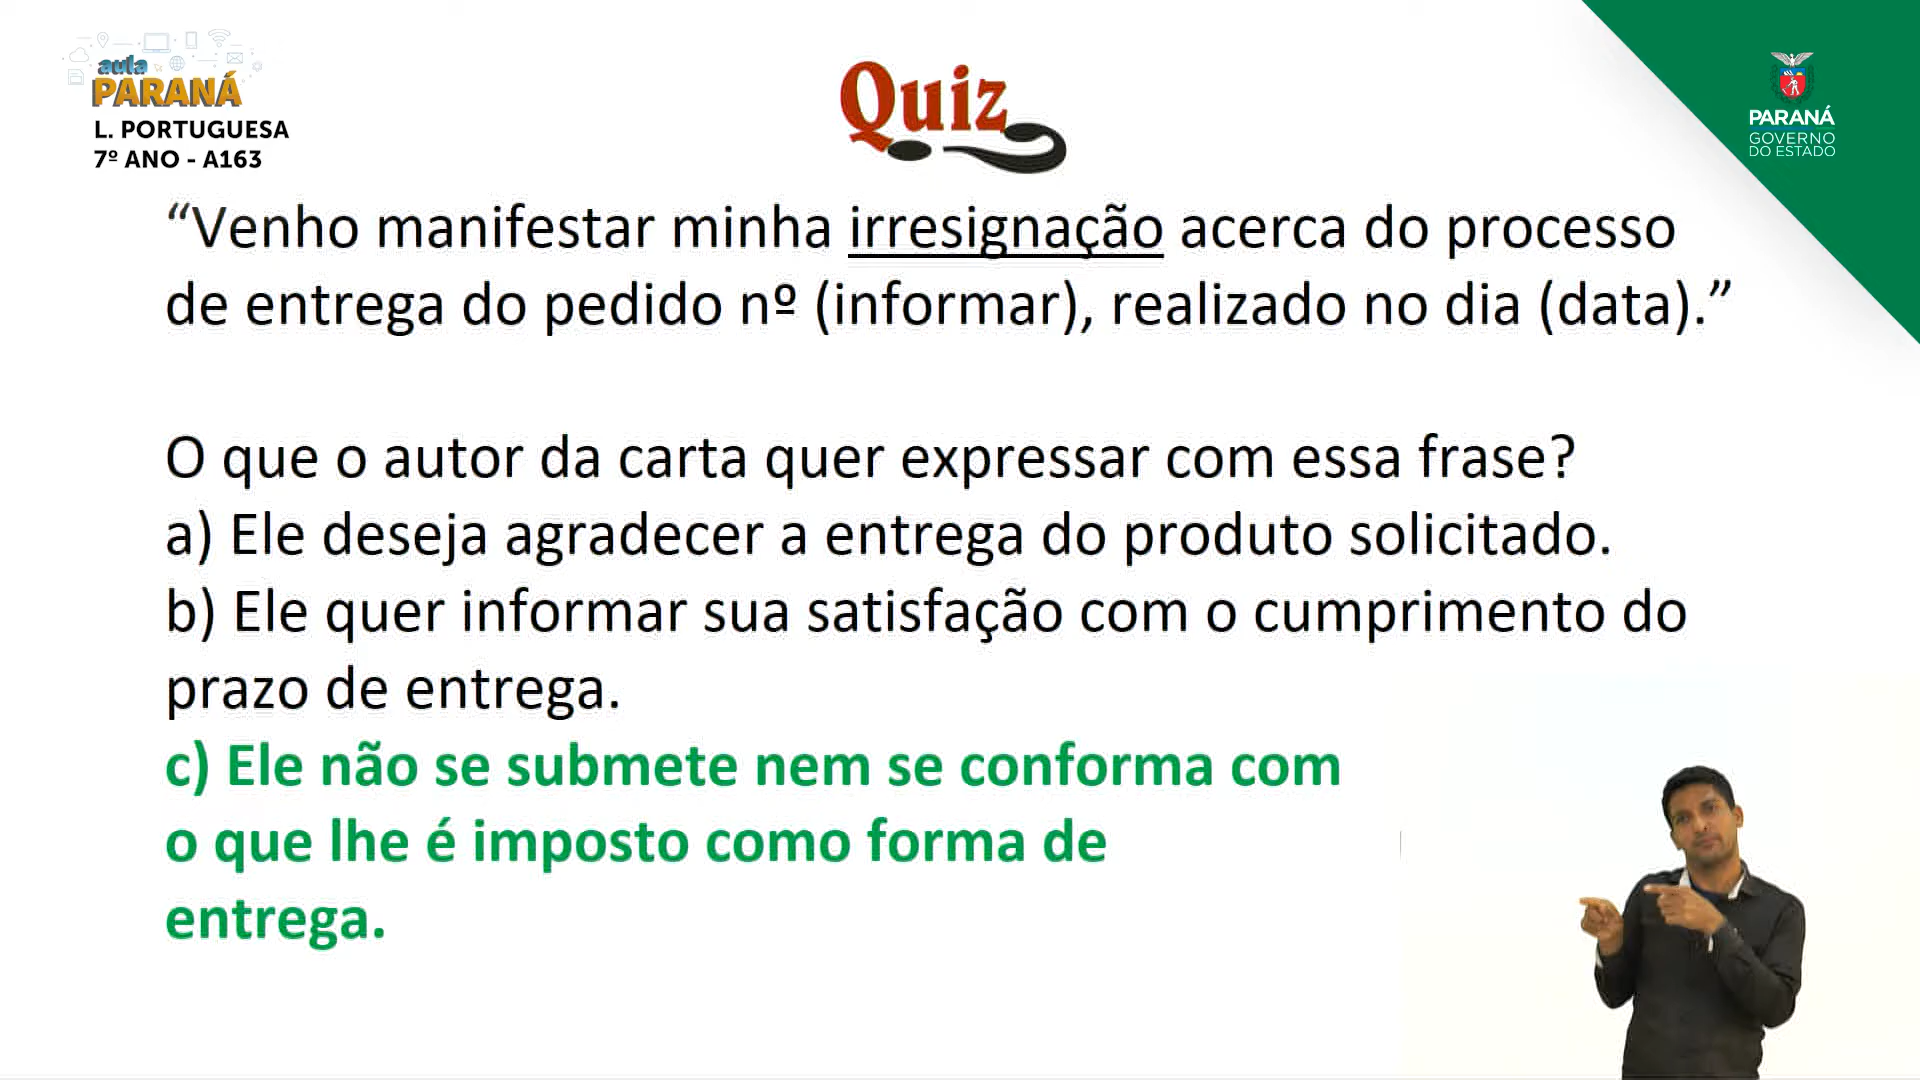 aula
PARANÁ
L. PORTUGUESA
7º ANO - A163
Quiz
PARANÁ
GOVERNO
DO ESTADO
“Venho manifestar minha irresignação acerca do processo
de entrega do pedido nº (informar), realizado no dia (data).”
O que o autor da carta quer expressar com essa frase?
a) Ele deseja agradecer a entrega do produto solicitado.
b) Ele quer informar sua satisfação com o cumprimento do
prazo de entrega.
c) Ele não se submete nem se conforma com
o que lhe é imposto como forma de
entrega.